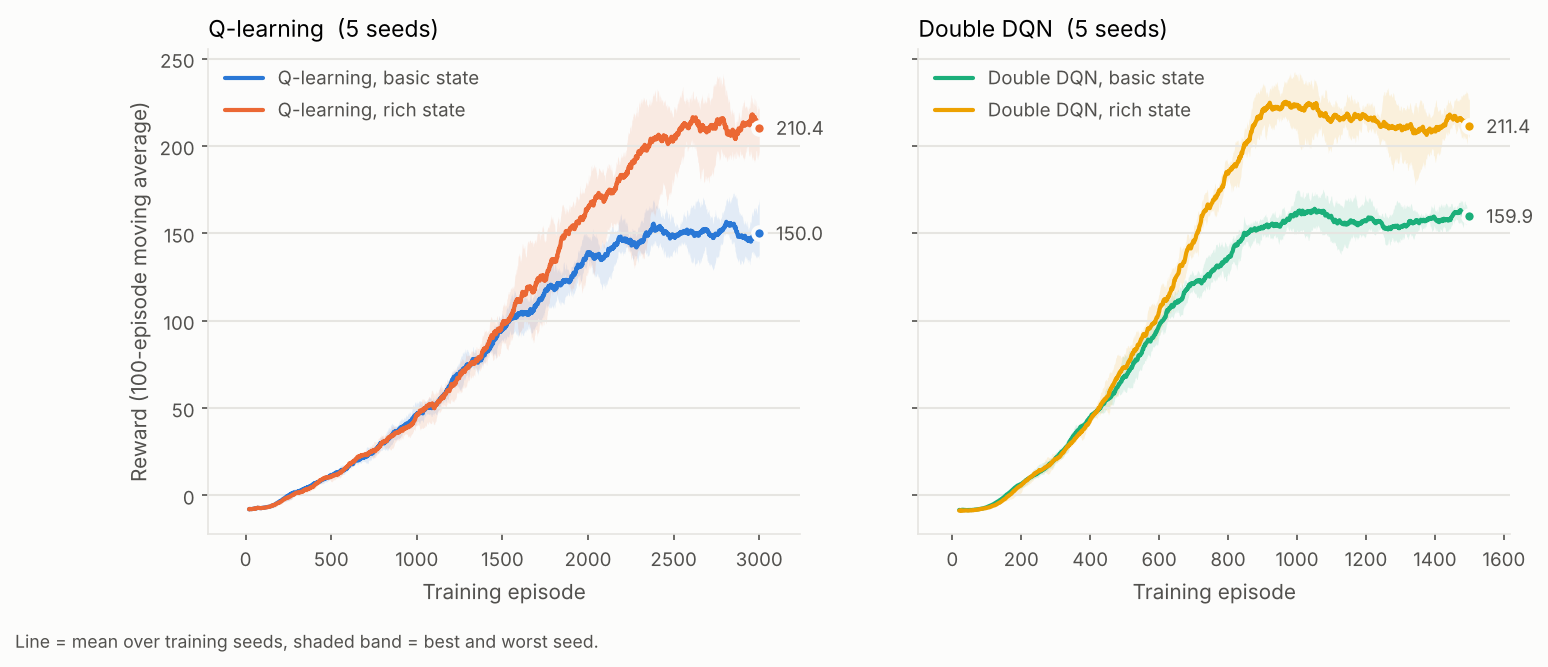 Q-learning (5 seeds)
Q-learning, basic state
Q-learning, rich state
250
200
150
100
50
0
Reward (100-episode moving average)
210.4
150.0
0 500 1000 1500 2000 2500 3000
Training episode
Double DQN (5 seeds)
Double DQN, basic state
Double DQN, rich state
211.4
159.9
0 200 400 600 800 1000 1200 1400 1600
Training episode
Line = mean over training seeds, shaded band = best and worst seed.